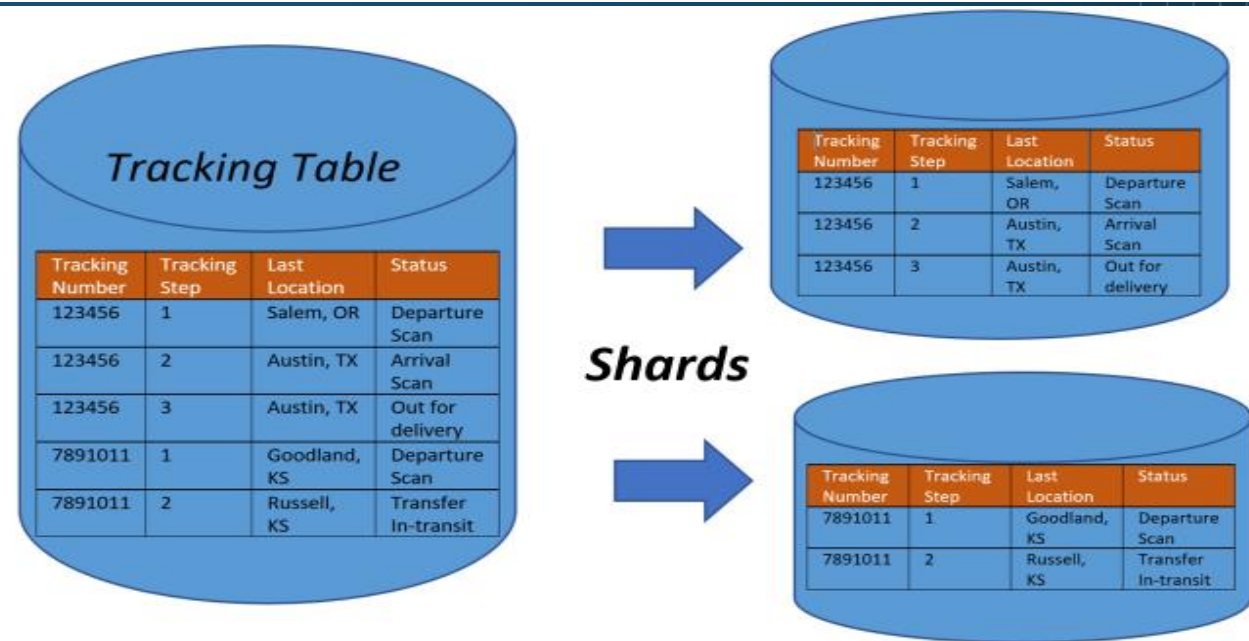 Tracking Table
Tracking Tracking Last Status
Number Step Location
123456 1 Salem, OR Departure
Scan
123456 2 Austin, TX Arrival
Scan
123456 3 Austin, TX Out for
delivery
7891011 1 Goodland, Departure
KS Scan
7891011 2 Russell, Transfer
KS In-transit
Shards
Tracking Tracking Last Status
Number Step Location
123456 1 Salem, Departure
OR Scan
123456 2 Austin, Arrival
TX Scan
123456 3 Austin, Out for
TX delivery
Tracking Tracking Last Status
Number Step Location
7891011 1 Goodland, Departure
KS Scan
7891011 2 Russell, Transfer
KS In-transit